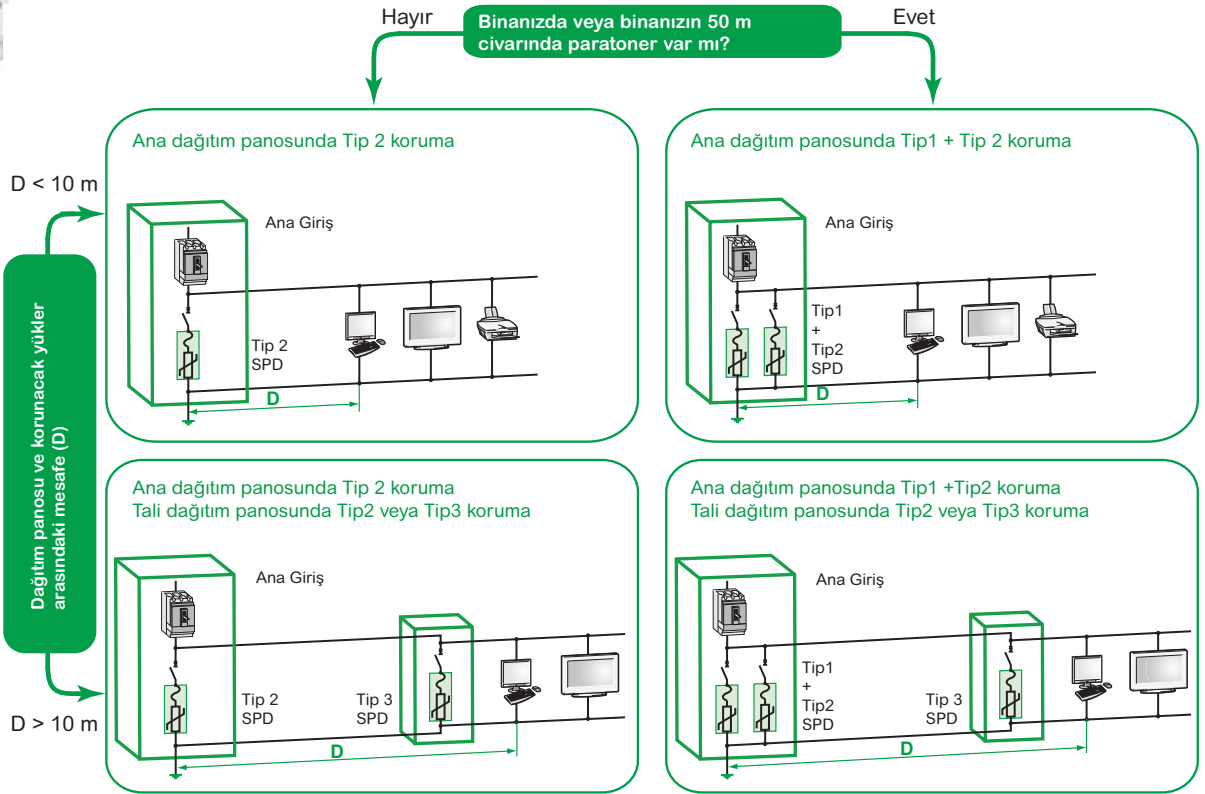 Hayır
Binanızda veya binanızın 50 m
civarında paratoner var mı?
Evet
D < 10 m
Dağıtım panosu ve korunacak yükler
arasındaki mesafe (D)
D > 10 m
Ana dağıtım panosunda Tip 2 koruma
Ana Giriş
Tip 2
SPD
D
Ana dağıtım panosunda Tip1 + Tip 2 koruma
Ana Giriş
Tip1
+
Tip2
SPD
D
Ana dağıtım panosunda Tip 2 koruma
Tali dağıtım panosunda Tip2 veya Tip3 koruma
Ana Giriş
Tip 2
SPD
Tip 3
SPD
D
Ana dağıtım panosunda Tip1 +Tip2 koruma
Tali dağıtım panosunda Tip2 veya Tip3 koruma
Ana Giriş
Tip1
+
Tip2
SPD
Tip 3
SPD
D